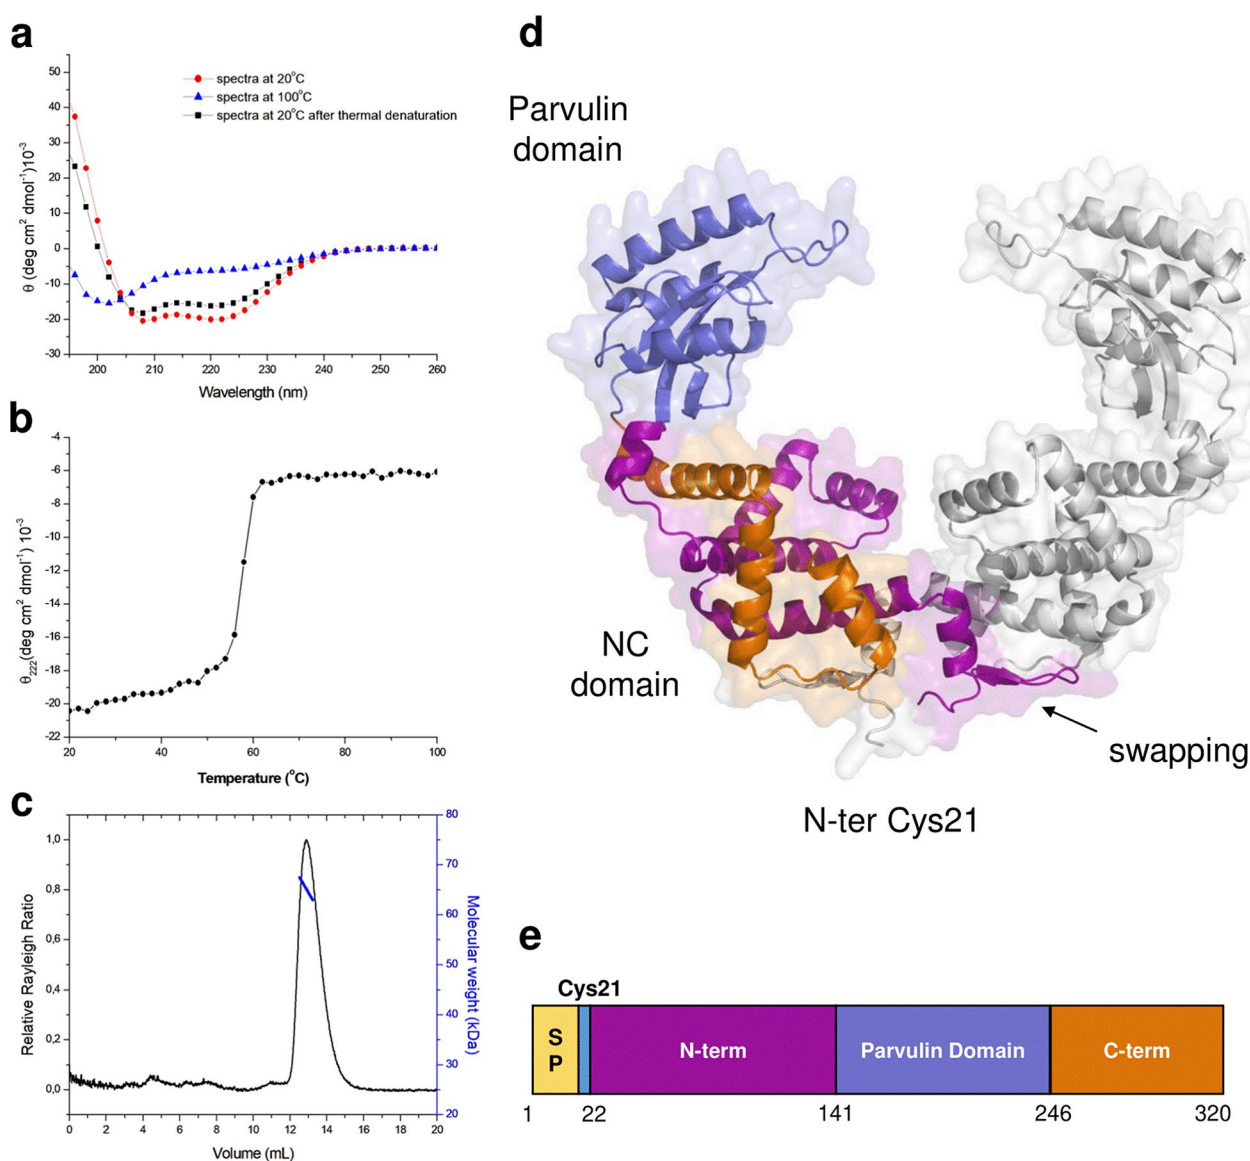 a
θ (deg cm² dmol⁻¹)10⁻³
50
40
30
20
10
0
-10
-20
-30
spectra at 20°C
spectra at 100°C
spectra at 20°C after thermal denaturation
200 210 220 230 240 250 260
Wavelength (nm)
b
θ₂₂₂(deg cm² dmol⁻¹) 10⁻³
-4
-6
-8
-10
-12
-14
-16
-18
-20
-22
20 40 60 80 100
Temperature (°C)
c
Relative Rayleigh Ratio
1,0
0,8
0,6
0,4
0,2
0,0
80
70
60
50
40
30
20
Molecular weight (kDa)
0 2 4 6 8 10 12 14 16 18 20
Volume (mL)
d
Parvulin
domain
NC
domain
swapping
N-ter Cys21
e
Cys21
S
P
N-term
Parvulin Domain
C-term
1 22 141 246 320